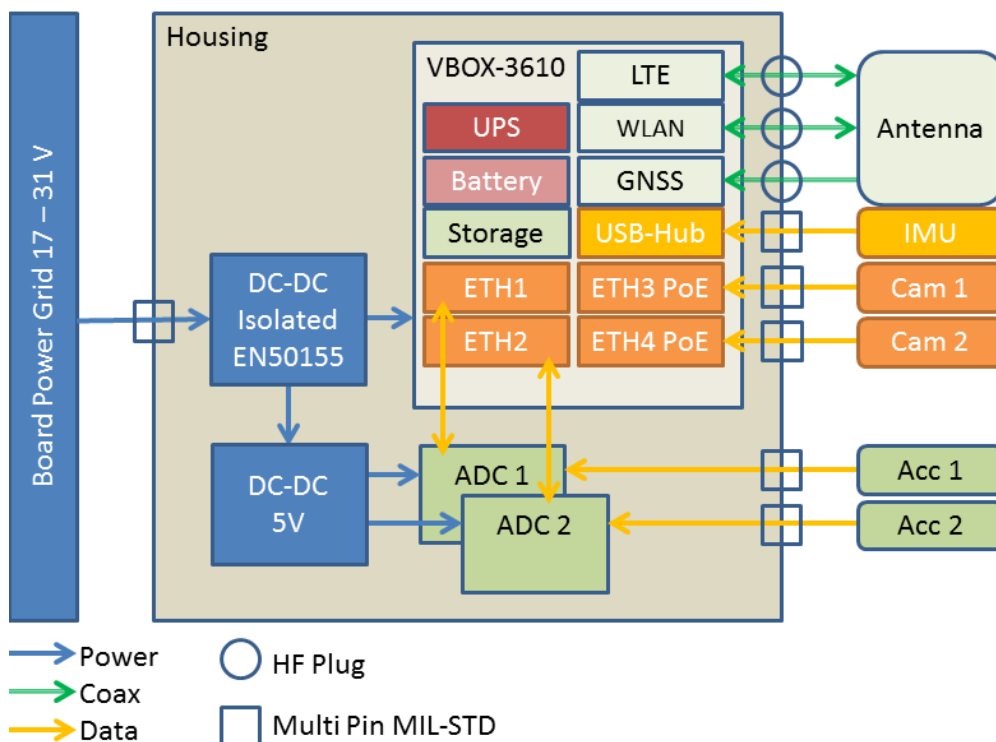 Board Power Grid 17 – 31 V
Housing
VBOX-3610
LTE
UPS
WLAN
Battery
GNSS
Storage
USB-Hub
ETH1
ETH3 PoE
ETH2
ETH4 PoE
Antenna
IMU
Cam 1
Cam 2
DC-DC
Isolated
EN50155
DC-DC
5V
ADC 1
ADC 2
Acc 1
Acc 2
Power
Coax
Data
HF Plug
Multi Pin MIL-STD